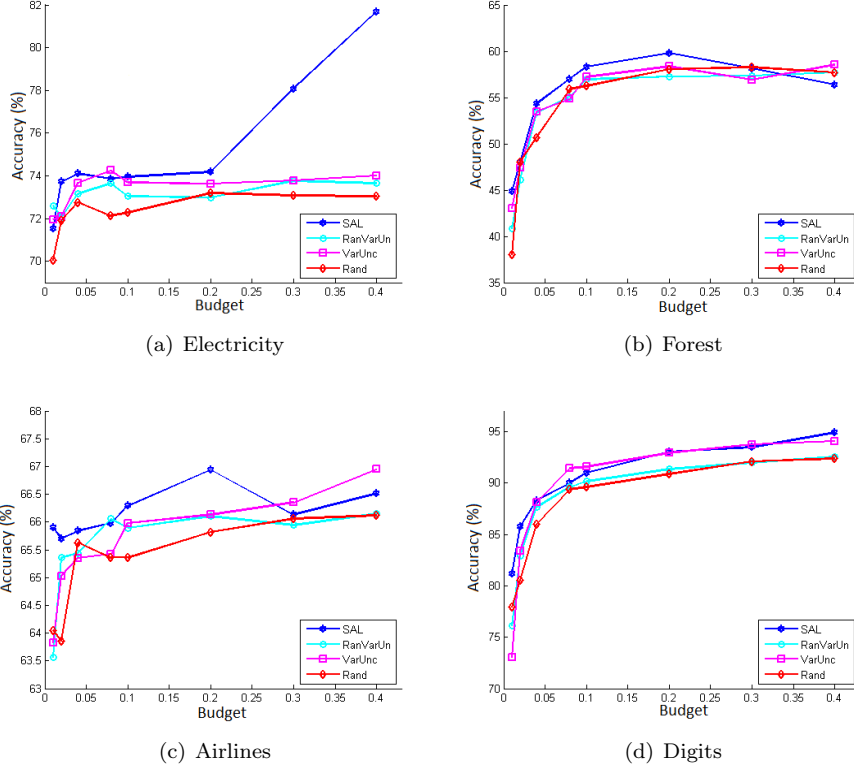 82
80
78
76
74
72
70
Accuracy (%)
0 0.05 0.1 0.15 0.2 0.25 0.3 0.35 0.4
Budget
SAL
RanVarUn
VarUnc
Rand
(a) Electricity
65
60
55
50
45
40
35
Accuracy (%)
0 0.05 0.1 0.15 0.2 0.25 0.3 0.35 0.4
Budget
SAL
RanVarUn
VarUnc
Rand
(b) Forest
68
67.5
67
66.5
66
65.5
65
64.5
64
63.5
63
Accuracy (%)
0 0.05 0.1 0.15 0.2 0.25 0.3 0.35 0.4
Budget
SAL
RanVarUn
VarUnc
Rand
(c) Airlines
95
90
85
80
75
70
Accuracy (%)
0 0.05 0.1 0.15 0.2 0.25 0.3 0.35 0.4
Budget
SAL
RanVarUn
VarUnc
Rand
(d) Digits